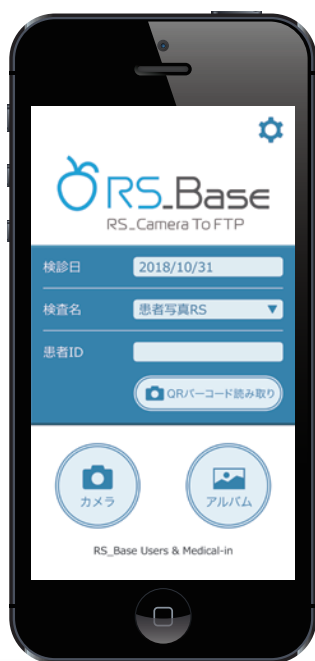 RS_Base
RS_Camera To FTP
検診日 2018/10/31
検査名 患者写真RS
患者ID
QRバーコード読み取り
カメラ アルバム
RS_Base Users & Medical-in